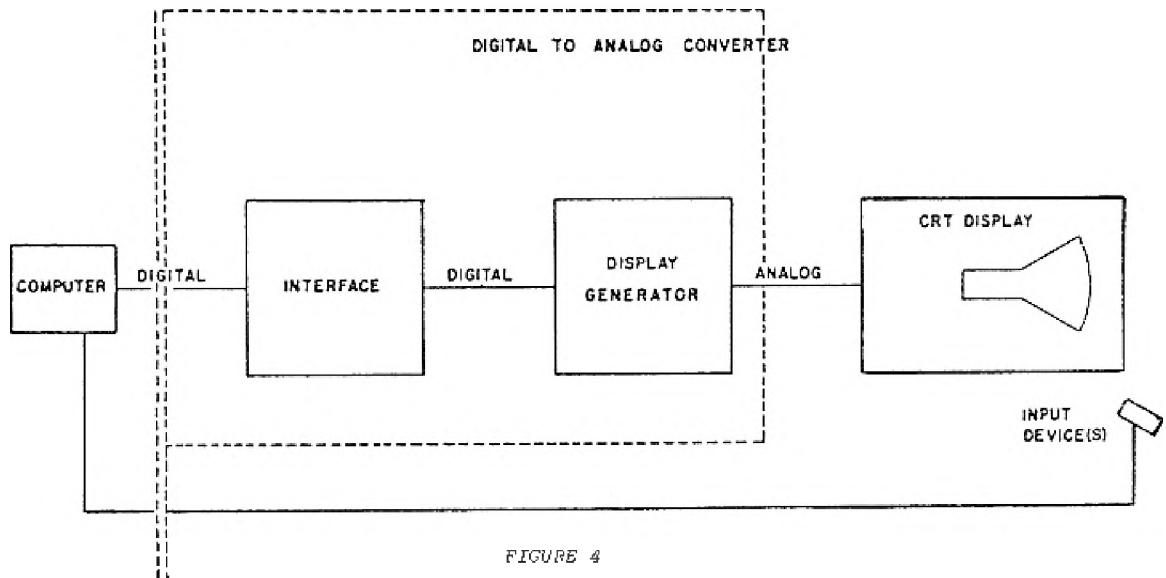 DIGITAL TO ANALOG CONVERTER
COMPUTER
DIGITAL
INTERFACE
DIGITAL
DISPLAY
GENERATOR
ANALOG
CRT DISPLAY
INPUT
DEVICE(S)
FIGURE 4